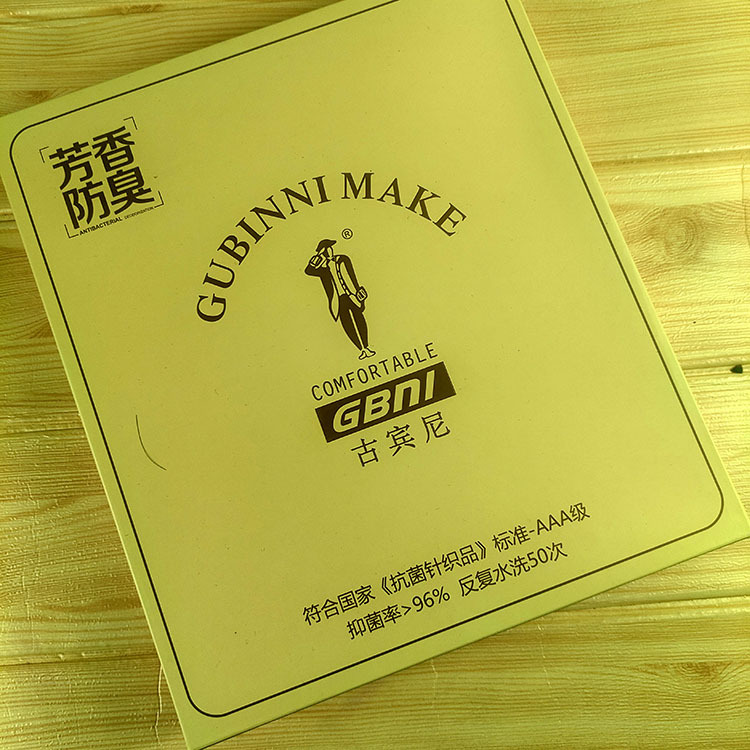 芳香
防臭
ANTIBACTERIAL DEODORIZATION
GUBINNI MAKE
®
COMFORTABLE
GBNI
古宾尼
符合国家《抗菌针织品》标准-AAA级
抑菌率>96% 反复水洗50次